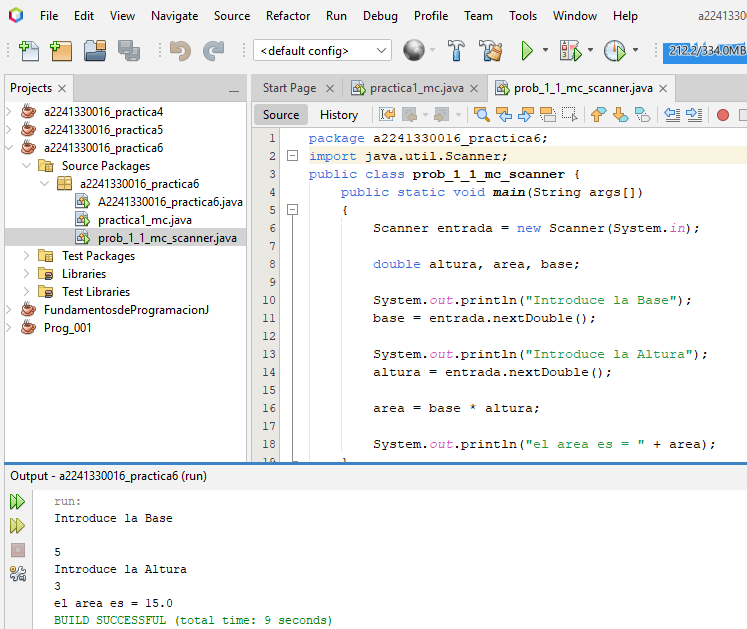 File Edit View Navigate Source Refactor Run Debug Profile Team Tools Window Help a2241330016
<default config> 212.2/334.0MB
Projects
Start Page practica1_mc.java prob_1_1_mc_scanner.java
Source History
a2241330016_practica4
a2241330016_practica5
a2241330016_practica6
Source Packages
a2241330016_practica6
A2241330016_practica6.java
practica1_mc.java
prob_1_1_mc_scanner.java
Test Packages
Libraries
Test Libraries
FundamentosdeProgramacionJ
Prog_001
1 package a2241330016_practica6;
2 import java.util.Scanner;
3 public class prob_1_1_mc_scanner {
4 public static void main(String args[])
5 {
6 Scanner entrada = new Scanner(System.in);
7
8 double altura, area, base;
9
10 System.out.println("Introduce la Base");
11 base = entrada.nextDouble();
12
13 System.out.println("Introduce la Altura");
14 altura = entrada.nextDouble();
15
16 area = base * altura;
17
18 System.out.println("el area es = " + area);
19 }
Output - a2241330016_practica6 (run)
run:
Introduce la Base
5
Introduce la Altura
3
el area es = 15.0
BUILD SUCCESSFUL (total time: 9 seconds)